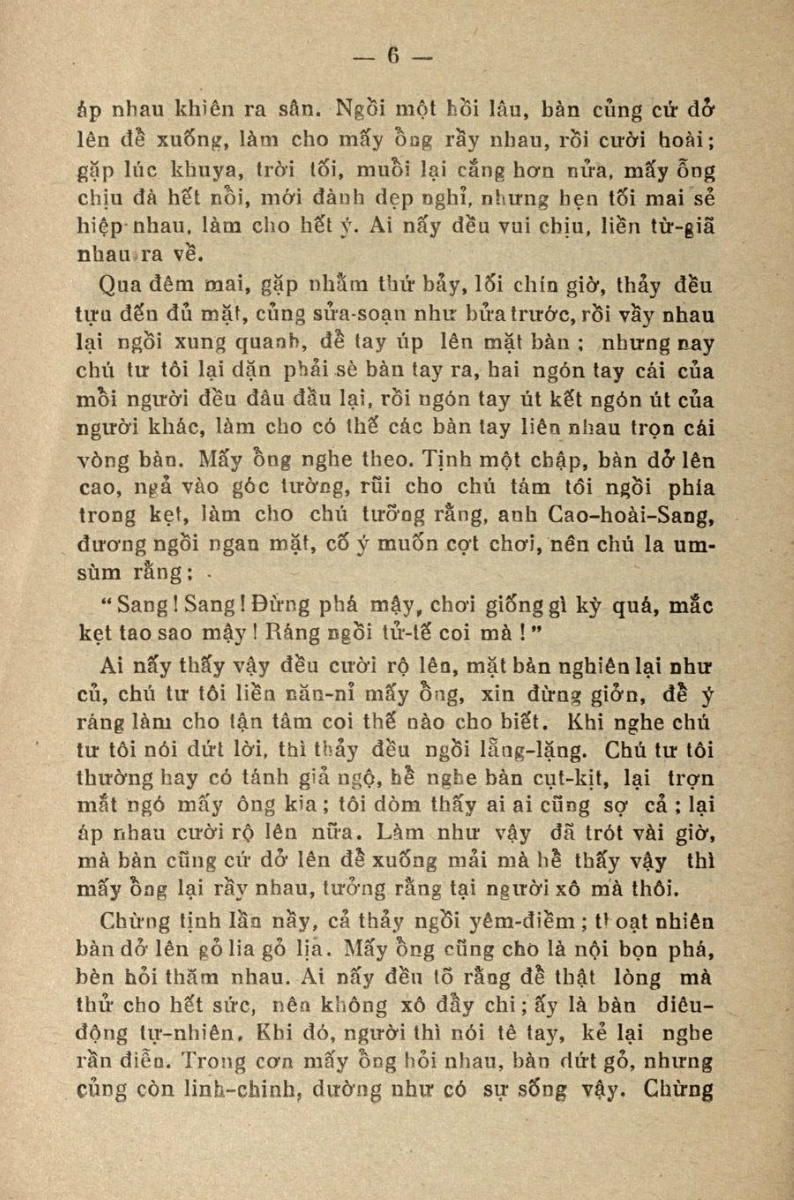 — 6 —
áp nhau khiên ra sân. Ngồi một hồi lâu, bàn củng cứ dở
lên để xuống, làm cho mấy ổng rầy nhau, rồi cười hoài;
gặp lúc khuya, trời tối, muỗi lại cắng hơn nửa, mấy ổng
chịu đà hết nổi, mới đành dẹp nghỉ, nhưng hẹn tối mai sẻ
hiệp nhau, làm cho hết ý. Ai nấy đều vui chịu, liền từ-giã
nhau ra về.
Qua đêm mai, gặp nhằm thứ bảy, lối chín giờ, thảy đều
tựu đến đủ mặt, củng sửa-soạn như bửa trước, rồi vầy nhau
lại ngồi xung quanh, để tay úp lên mặt bàn; nhưng nay
chú tư tôi lại dặn phải sè bàn tay ra, hai ngón tay cái của
mỗi người đều đâu đầu lại, rồi ngón tay út kết ngón út của
người khác, làm cho có thể các bàn tay liên nhau trọn cái
vòng bàn. Mấy ổng nghe theo. Tịnh một chập, bàn dở lên
cao, ngả vào góc tường, rũi cho chú tám tôi ngồi phía
trong kẹt, làm cho chú tưởng rằng, anh Cao-hoài-Sang,
đương ngồi ngan mặt, cố ý muốn cợt chơi, nên chú la um-
sùm rằng:
“ Sang! Sang! Đừng phá mậy, chơi giống gì kỳ quá, mắc
kẹt tao sao mậy! Ráng ngồi tử-tế coi mà!”
Ai nấy thấy vậy đều cười rộ lên, mặt bàn nghiên lại như
củ, chú tư tôi liền năn-nỉ mấy ổng, xin đừng giởn, để ý
ráng làm cho tận tâm coi thế nào cho biết. Khi nghe chú
tư tôi nói dứt lời, thì thảy đều ngồi lẳng-lặng. Chú tư tôi
thường hay có tánh giả ngộ, hễ nghe bàn cụt-kịt, lại trợn
mắt ngó mấy ông kia; tôi dòm thấy ai ai cũng sợ cả; lại
áp nhau cười rộ lên nữa. Làm như vậy đã trót vài giờ,
mà bàn cũng cứ dở lên để xuống mải mà hễ thấy vậy thì
mấy ổng lại rầy nhau, tưởng rằng tại người xô mà thôi.
Chừng tịnh lần nầy, cả thảy ngồi yêm-điềm; thoạt nhiên
bàn dở lên gỏ lia gỏ lịa. Mấy ổng cũng cho là nội bọn phá,
bèn hỏi thăm nhau. Ai nấy đều tỏ rằng để thật lòng mà
thử cho hết sức, nên không xô đẩy chi; ấy là bàn diêu-
động tự-nhiên. Khi đó, người thì nói tê tay, kẻ lại nghe
rần điển. Trong cơn mấy ổng hỏi nhau, bàn dứt gỏ, nhưng
củng còn linh-chinh, dường như có sự sống vậy. Chừng